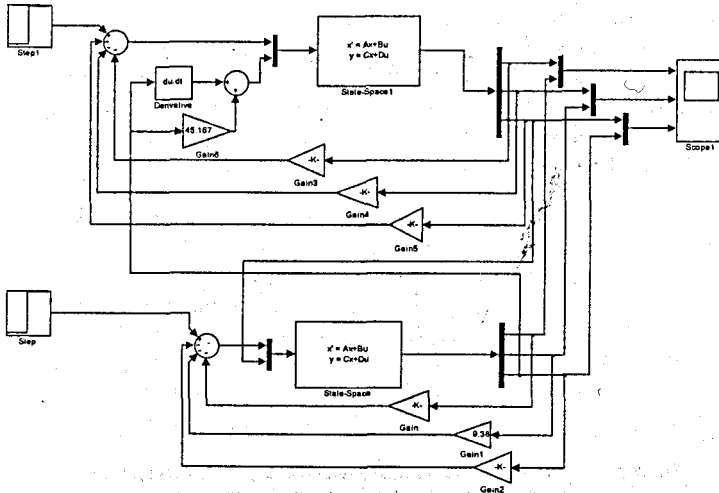 Step1
x' = Ax+Bu
y = Cx+Du
State-Space1
du.dt
Derivative
45.167
Gain6
-K-
Gain3
-K-
Gain4
-K-
Gain5
Scope1
Step
x' = Ax+Bu
y = Cx+Du
State-Space
-K-
Gain
9.38
Gain1
-K-
Gain2